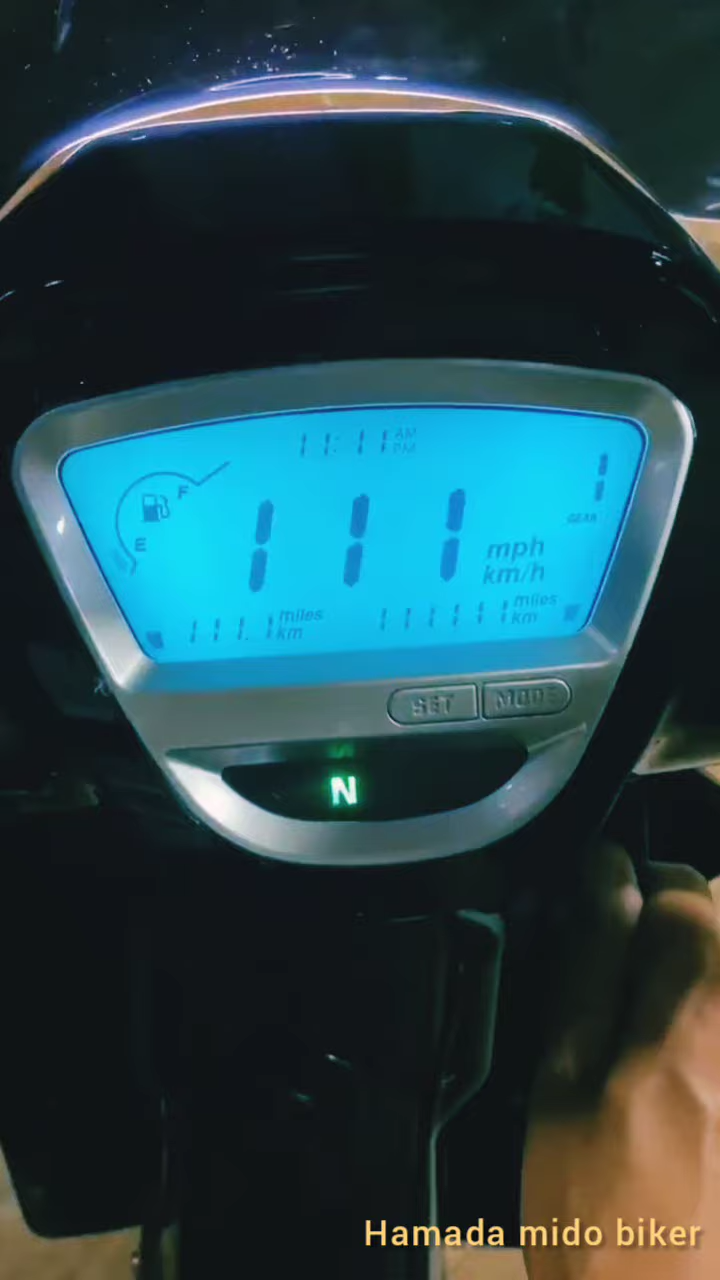 11:11 AM PM
F
E
1
GEAR
111
mph
km/h
111.1 miles km
111111 miles km
SET MODE
N
Hamada mido biker